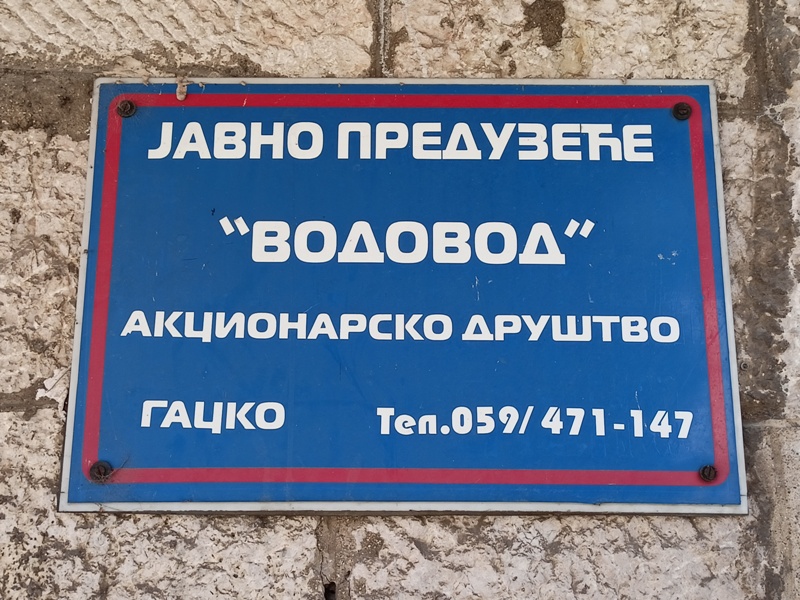 ЈАВНО ПРЕДУЗЕЋЕ
"ВОДОВОД"
АКЦИОНАРСКО ДРУШТВО
ГАЦКО Тел.059/471-147